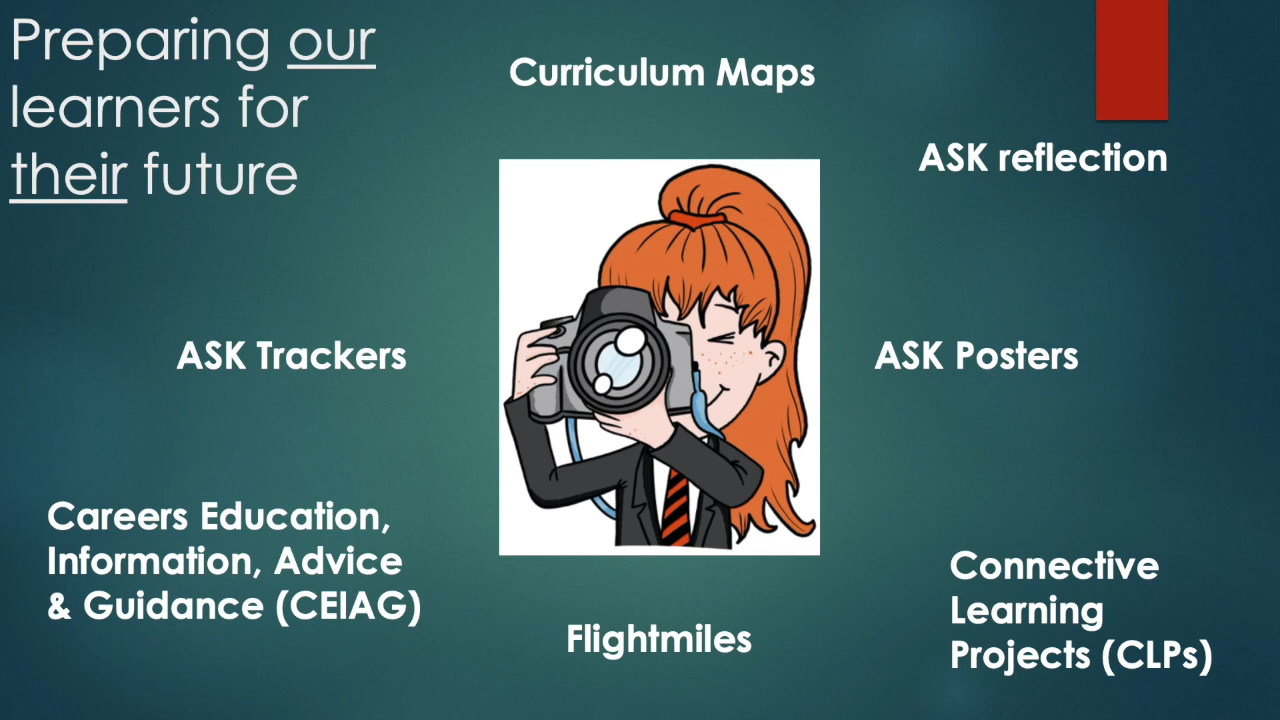 Preparing our
learners for
their future
Curriculum Maps
ASK reflection
ASK Trackers
ASK Posters
Careers Education,
Information, Advice
& Guidance (CEIAG)
Flightmiles
Connective
Learning
Projects (CLPs)